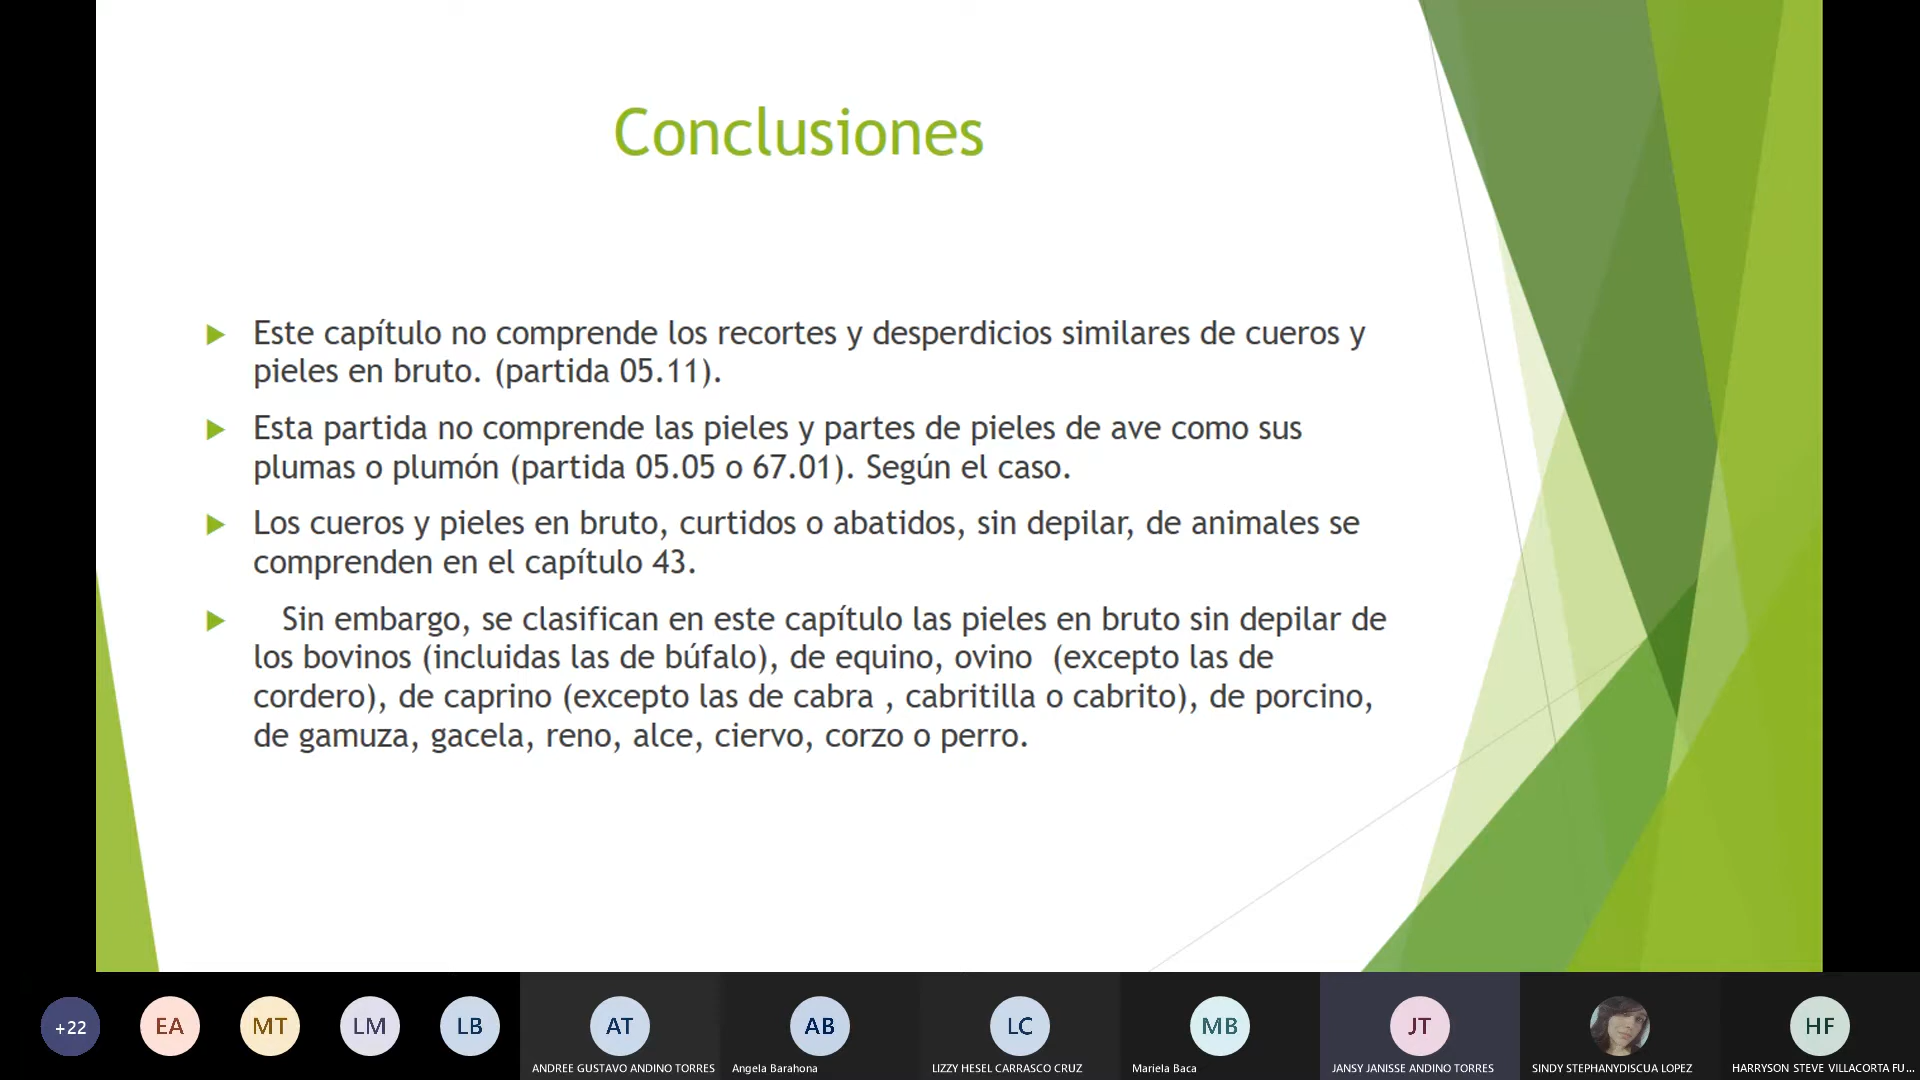 Conclusiones
Este capítulo no comprende los recortes y desperdicios similares de cueros y
pieles en bruto. (partida 05.11).
Esta partida no comprende las pieles y partes de pieles de ave como sus
plumas o plumón (partida 05.05 o 67.01). Según el caso.
Los cueros y pieles en bruto, curtidos o abatidos, sin depilar, de animales se
comprenden en el capítulo 43.
Sin embargo, se clasifican en este capítulo las pieles en bruto sin depilar de
los bovinos (incluidas las de búfalo), de equino, ovino (excepto las de
cordero), de caprino (excepto las de cabra , cabritilla o cabrito), de porcino,
de gamuza, gacela, reno, alce, ciervo, corzo o perro.
+22
EA
MT
LM
LB
AT
AB
LC
MB
JT
HF
ANDREE GUSTAVO ANDINO TORRES
Angela Barahona
LIZZY HESEL CARRASCO CRUZ
Mariela Baca
JANSY JANISSE ANDINO TORRES
SINDY STEPHANYDISCUA LOPEZ
HARRYSON STEVE VILLACORTA FU...